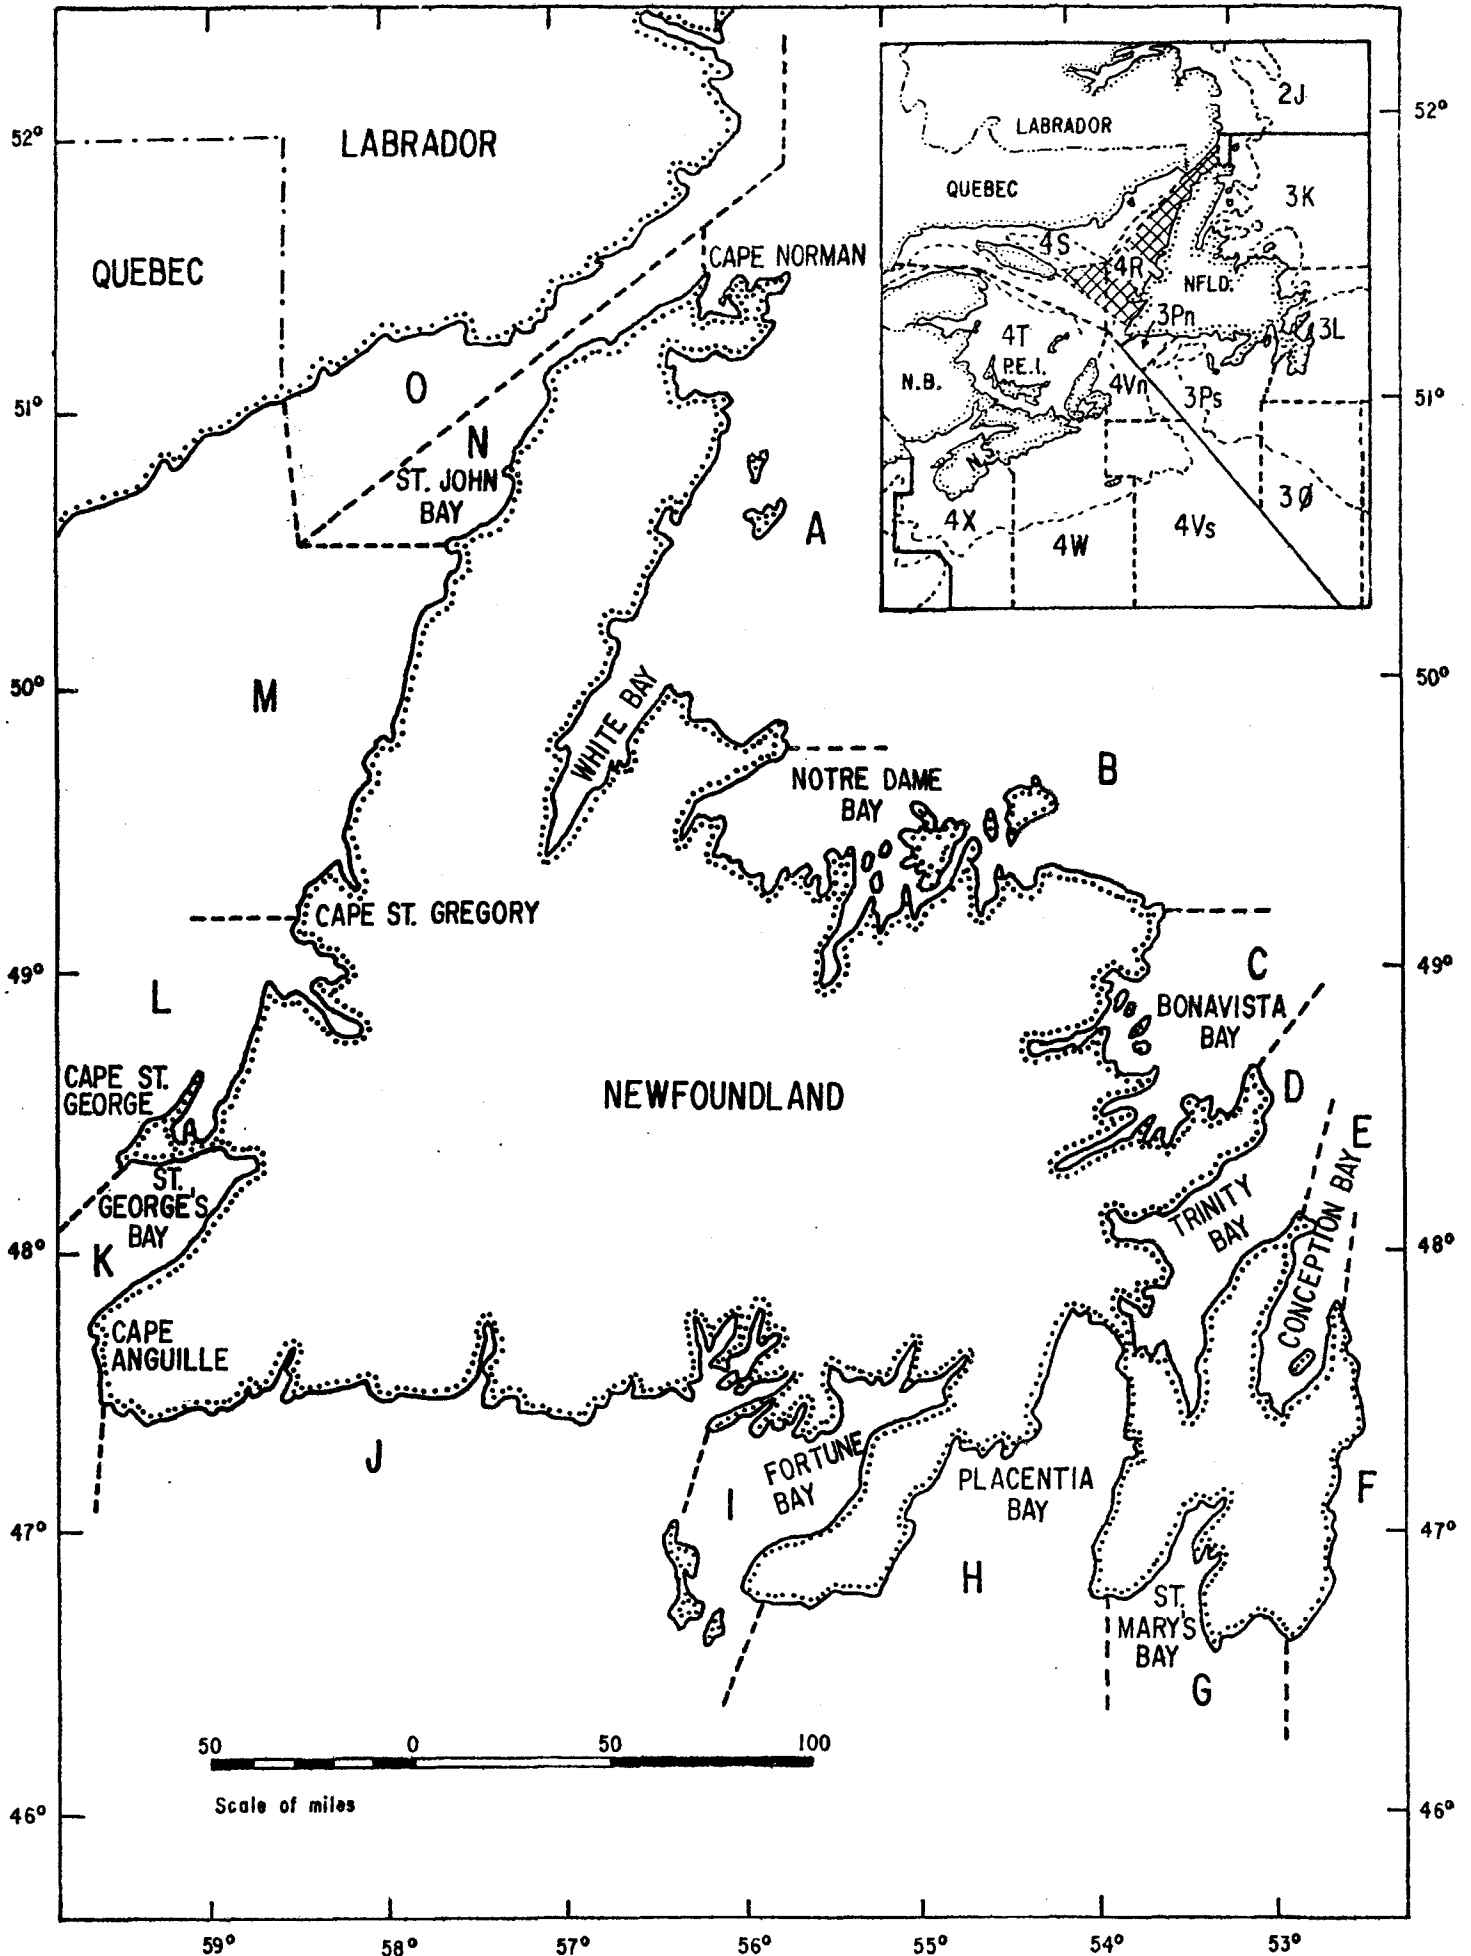 52°
LABRADOR
QUEBEC
CAPE NORMAN
O
51°
N
ST. JOHN
BAY
A
M
50°
WHITE BAY
NOTRE DAME
BAY
B
CAPE ST. GREGORY
49°
L
C
BONAVISTA
BAY
CAPE ST.
GEORGE
NEWFOUNDLAND
D
E
ST.
GEORGE'S
BAY
TRINITY
BAY
CONCEPTION BAY
48°
K
CAPE
ANGUILLE
J
FORTUNE
BAY
I
PLACENTIA
BAY
F
47°
H
ST.
MARY'S
BAY
G
50 0 50 100
Scale of miles
46°
59° 58° 57° 56° 55° 54° 53°
52°
51°
50°
49°
48°
47°
46°
2J
LABRADOR
QUEBEC
3K
4S
4R
NFLD.
3Pn
3L
4T
P.E.I.
N.B.
4Vn
3Ps
N.S.
3Ø
4X
4W
4Vs